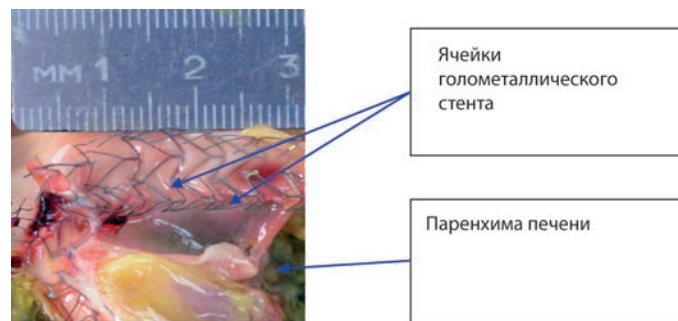 мм 1 2 3
Ячейки
голометаллического
стента
Паренхима печени